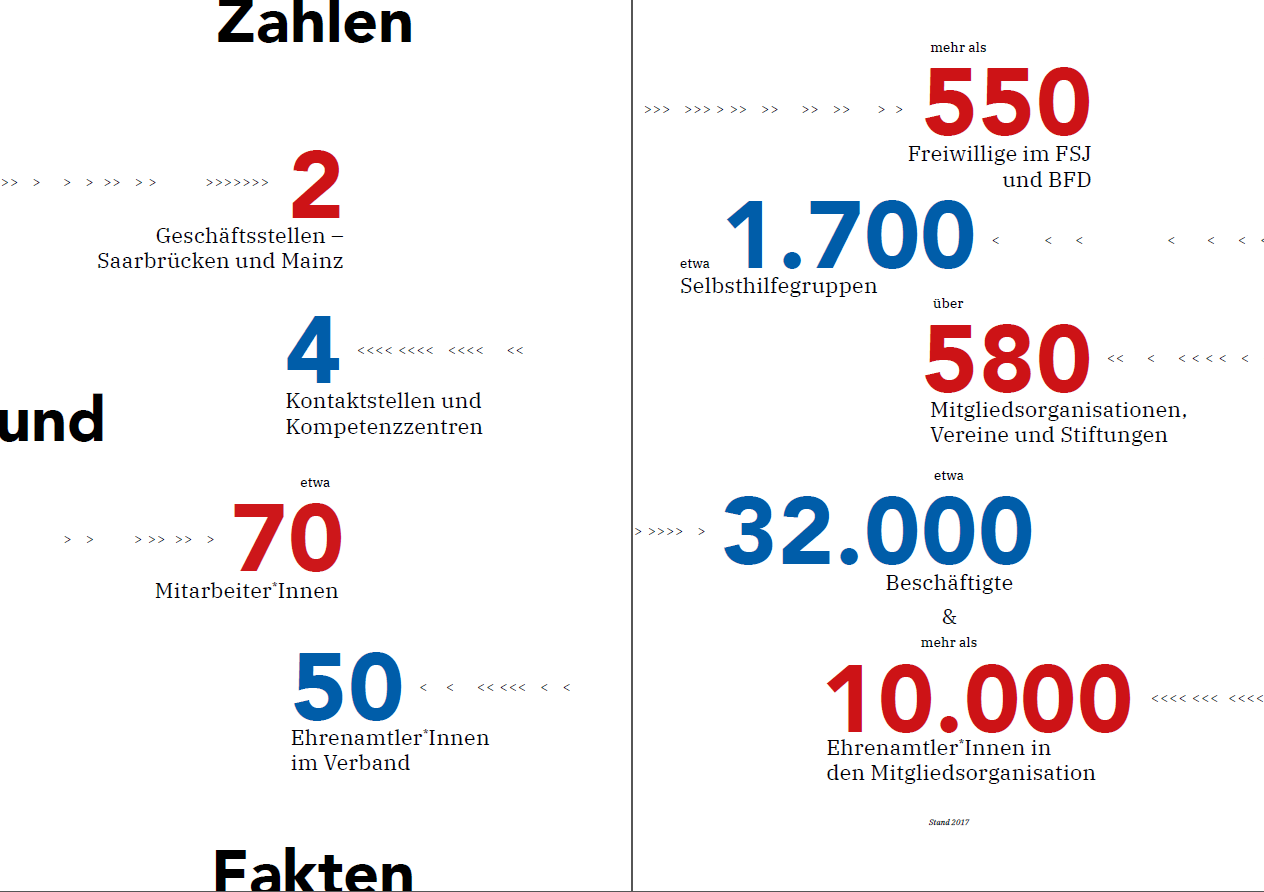 Zahlen
>> > > > >> > > >>>>>>> 2
Geschäftsstellen –
Saarbrücken und Mainz
4 <<<< <<<< <<<< <<
Kontaktstellen und
Kompetenzzentren
und
etwa
> > > >> >> > 70
Mitarbeiter*Innen
50 < < << <<< < <
Ehrenamtler*Innen
im Verband
Fakten
mehr als
>>> >>> > >> >> >> >> > > 550
Freiwillige im FSJ
und BFD
etwa 1.700 < < < < < < <
Selbsthilfegruppen
über
580 << < < < < < <
Mitgliedsorganisationen,
Vereine und Stiftungen
etwa
> >>>> > 32.000
Beschäftigte
&
mehr als
10.000 <<<< <<< <<<<
Ehrenamtler*Innen in
den Mitgliedsorganisation
Stand 2017